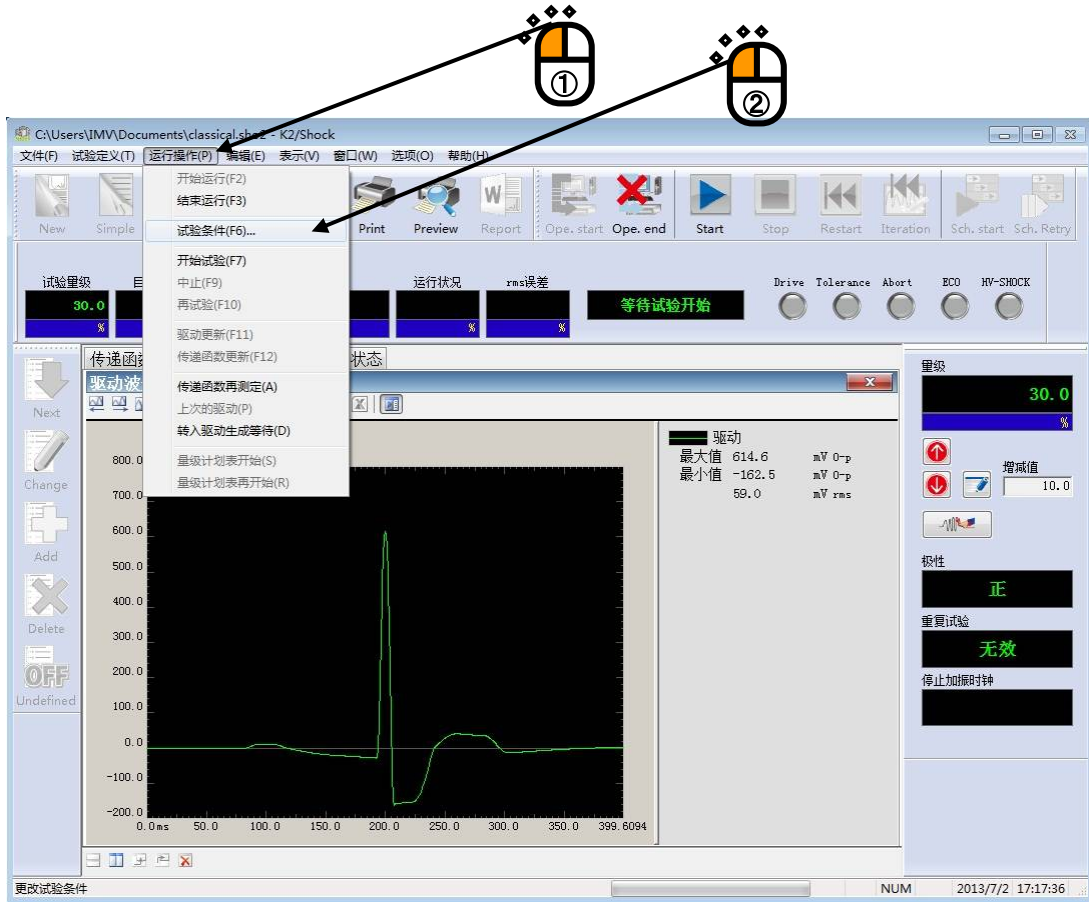 ①
②
C:\Users\IMV\Documents\classical.sho2 - K2/Shock
文件(F) 试验定义(T) 运行操作(P) 编辑(E) 表示(V) 窗口(W) 选项(O) 帮助(H)
开始运行(F2)
结束运行(F3)
试验条件(F6)...
开始试验(F7)
中止(F9)
再试验(F10)
驱动更新(F11)
传递函数更新(F12)
传递函数再测定(A)
上次的驱动(P)
转入驱动生成等待(D)
量级计划表开始(S)
量级计划表再开始(R)
New Simple Print Preview Report Ope. start Ope. end Start Stop Restart Iteration Sch. start Sch. Retry
试验量级 运行状况 rms误差
30.0
% % %
等待试验开始
Drive Tolerance Abort ECO HV-SHOCK
Next
Change
Add
Delete
OFF
Undefined
传递函数 状态
驱动波
800.0
700.0
600.0
500.0
400.0
300.0
200.0
100.0
0.0
-100.0
-200.0
0.0ms 50.0 100.0 150.0 200.0 250.0 300.0 350.0 399.6094
驱动
最大值 614.6 mV 0-p
最小值 -162.5 mV 0-p
59.0 mV rms
量级
30.0
%
增减值
10.0
极性
正
重复试验
无效
停止加振时钟
更改试验条件 NUM 2013/7/2 17:17:36